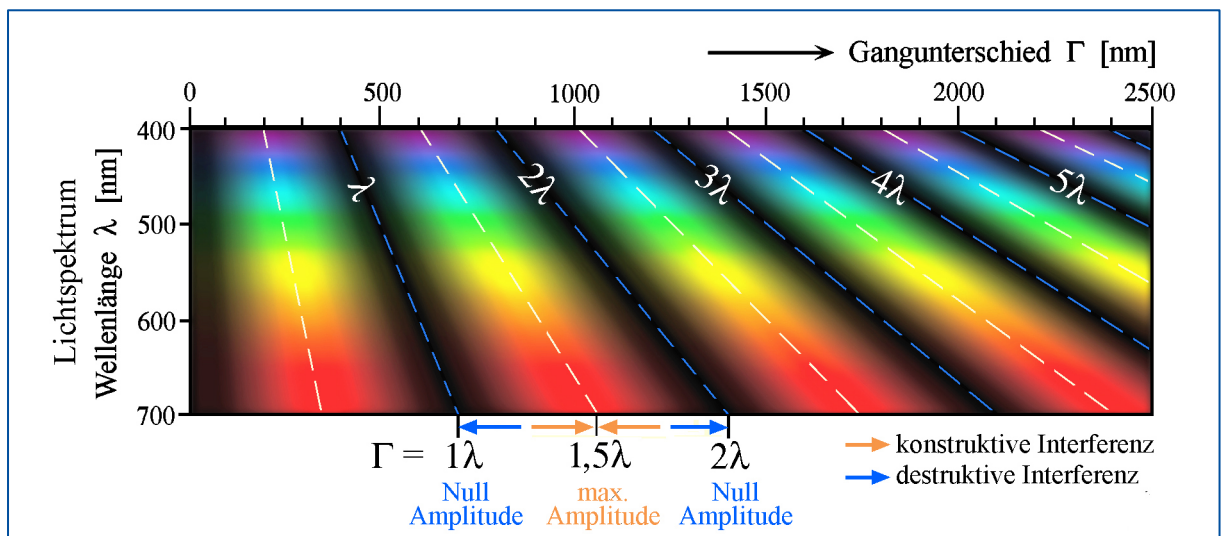 Gangunterschied Γ [nm]
0 500 1000 1500 2000 2500
Lichtspektrum
Wellenlänge λ [nm]
400
500
600
700
λ 2λ 3λ 4λ 5λ
Γ = 1λ 1,5λ 2λ
Null Amplitude
max. Amplitude
Null Amplitude
konstruktive Interferenz
destruktive Interferenz